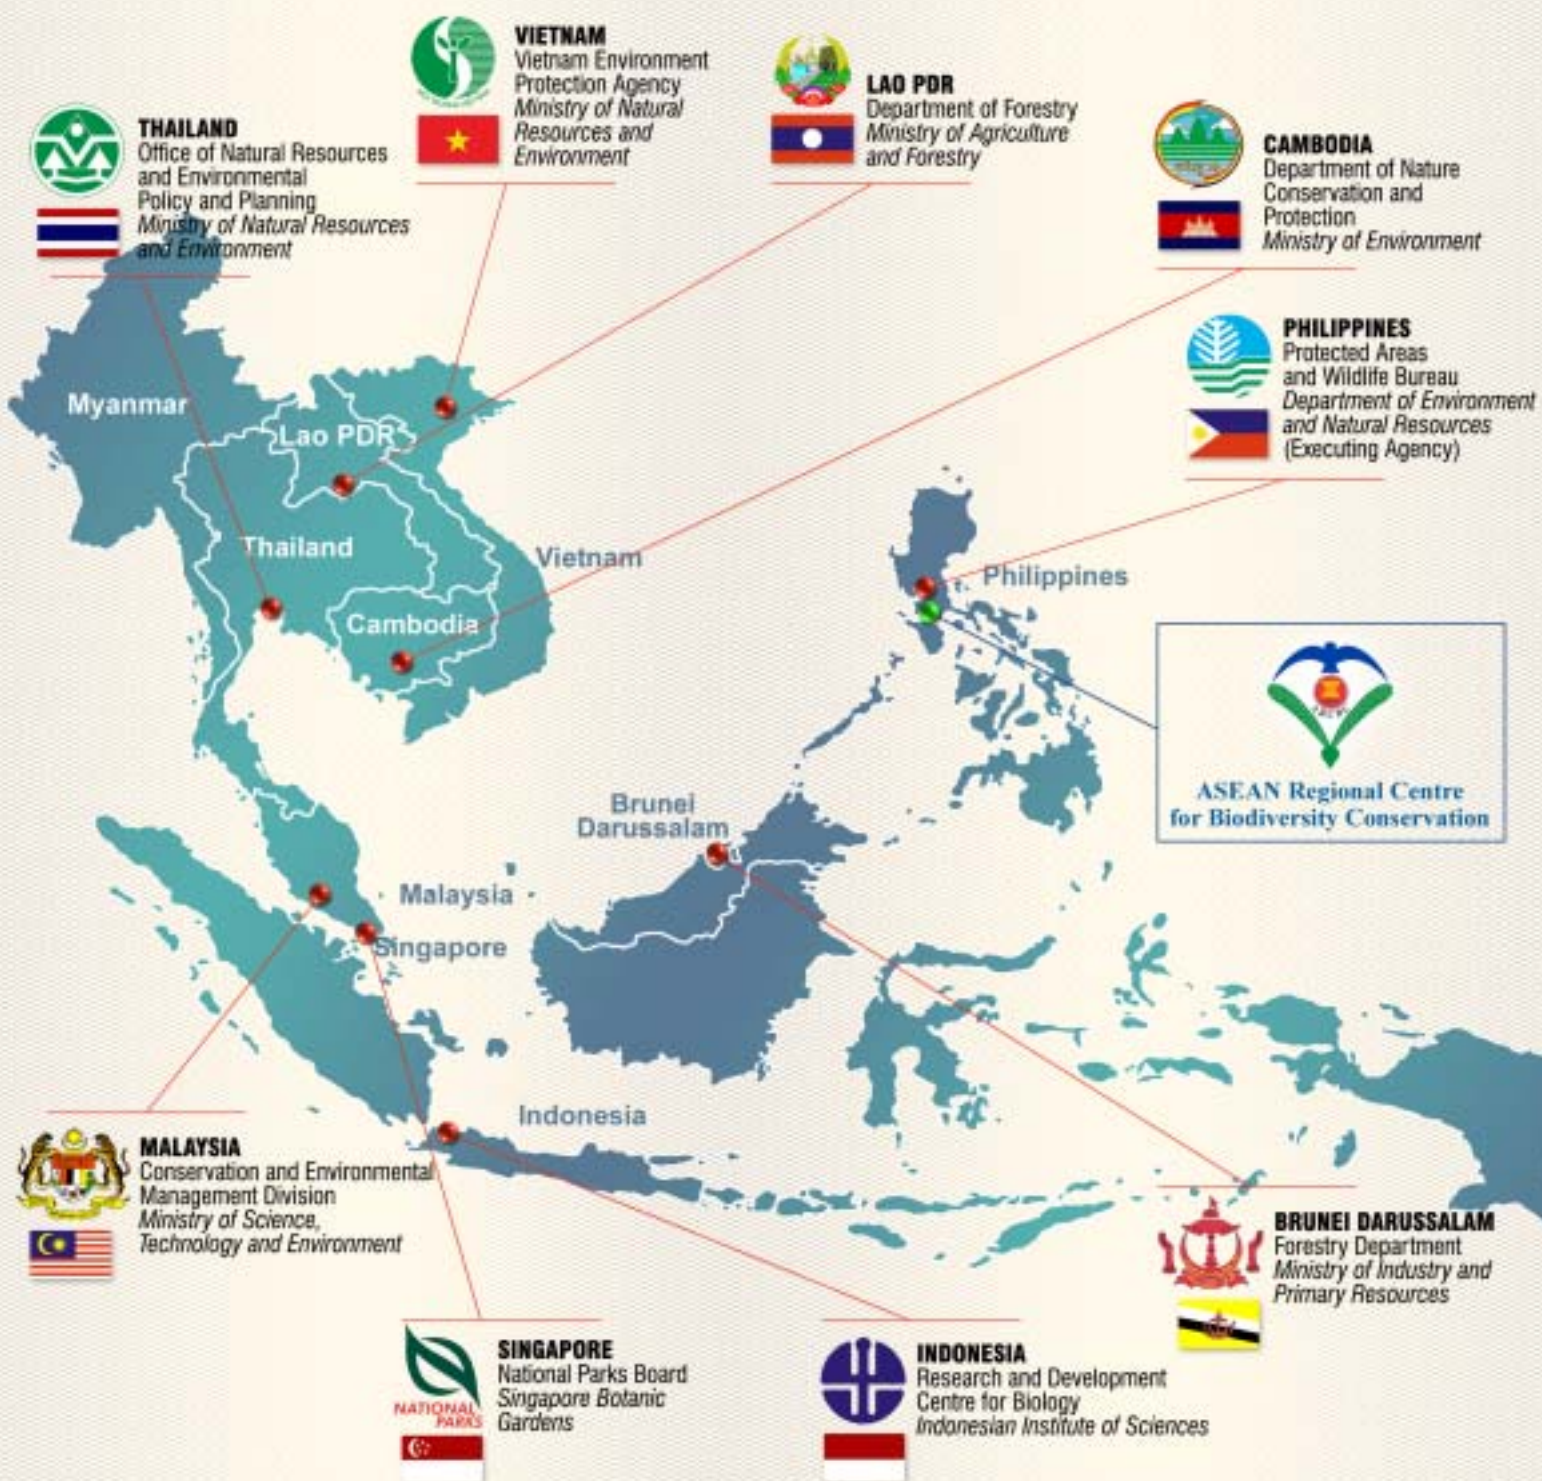 VIETNAM
Vietnam Environment
Protection Agency
Ministry of Natural
Resources and
Environment
LAO PDR
Department of Forestry
Ministry of Agriculture
and Forestry
THAILAND
Office of Natural Resources
and Environmental
Policy and Planning
Ministry of Natural Resources
and Environment
CAMBODIA
Department of Nature
Conservation and
Protection
Ministry of Environment
PHILIPPINES
Protected Areas
and Wildlife Bureau
Department of Environment
and Natural Resources
(Executing Agency)
Myanmar
Lao PDR
Thailand
Vietnam
Cambodia
Philippines
ASEAN Regional Centre
for Biodiversity Conservation
Brunei
Darussalam
Malaysia
Singapore
Indonesia
MALAYSIA
Conservation and Environmental
Management Division
Ministry of Science,
Technology and Environment
BRUNEI DARUSSALAM
Forestry Department
Ministry of Industry and
Primary Resources
NATIONAL
PARKS
SINGAPORE
National Parks Board
Singapore Botanic
Gardens
INDONESIA
Research and Development
Centre for Biology
Indonesian Institute of Sciences